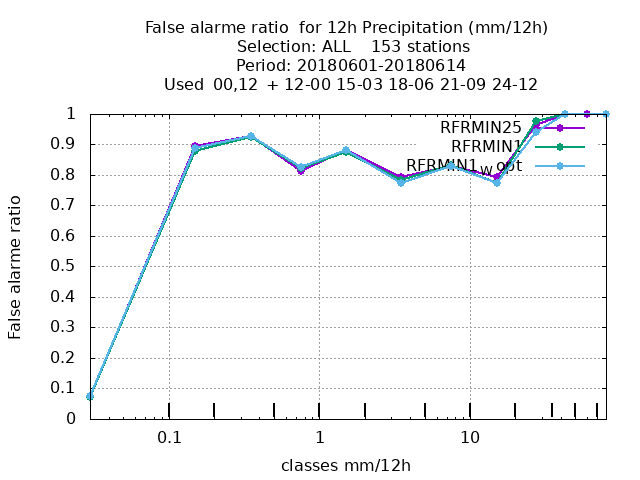 False alarme ratio  for 12h Precipitation (mm/12h)
Selection: ALL    153 stations
Period: 20180601-20180614
Used  00,12  + 12-00 15-03 18-06 21-09 24-12
1
0.9
0.8
0.7
0.6
0.5
0.4
0.3
0.2
0.1
0
False alarme ratio
RFRMIN25
RFRMIN1
RFRMIN1w opt
0.1
1
10
classes mm/12h